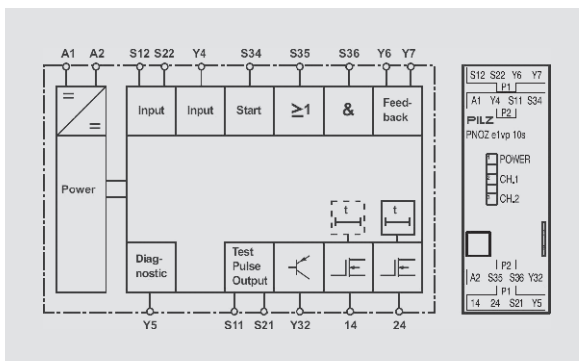 A1 A2 S12 S22 Y4 S34 S35 S36 Y6 Y7
= =
Input Input Start ≥1 & Feed-
back
Power
t t
Diag-
nostic
Test
Pulse
Output
Y5 S11 S21 Y32 14 24
S12 S22 Y6 Y7
P1
A1 Y4 S11 S34
P2
PILZ
PNOZ e1vp 10s
POWER
CH.1
CH.2
P2
A2 S35 S36 Y32
P1
14 24 S21 Y5